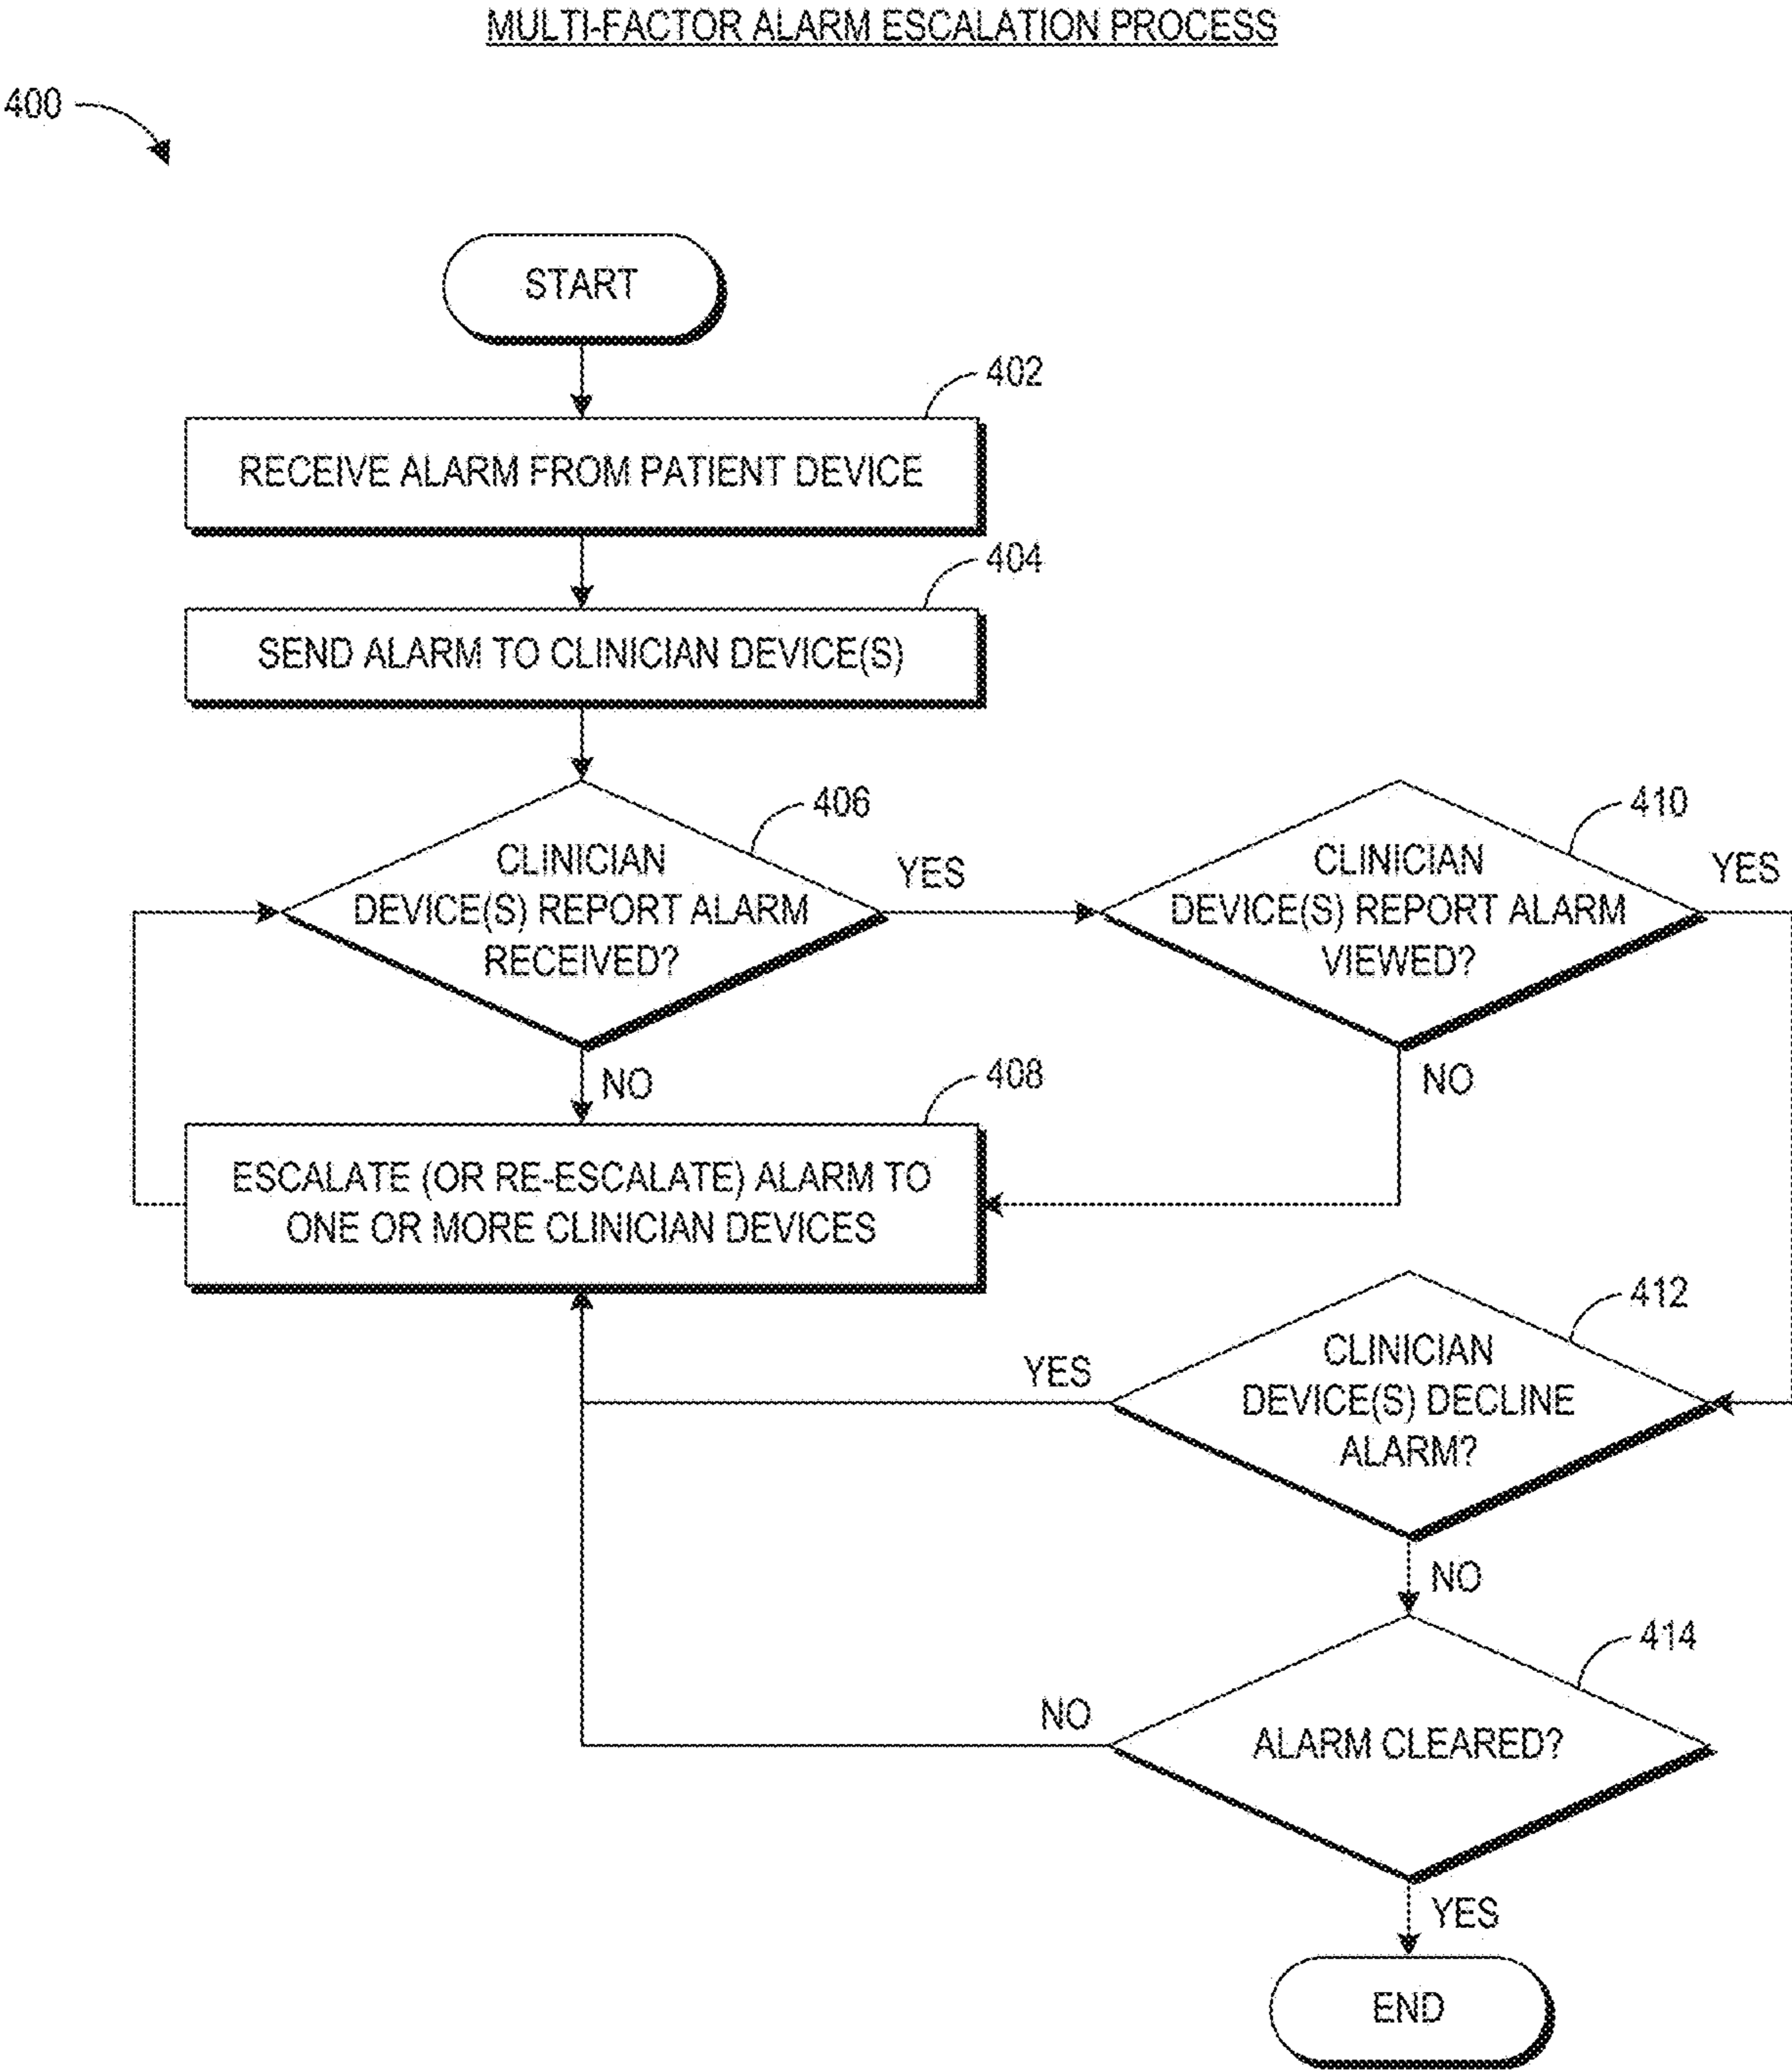 MULTI-FACTOR ALARM ESCALATION PROCESS
400
START
402
RECEIVE ALARM FROM PATIENT DEVICE
404
SEND ALARM TO CLINICIAN DEVICE(S)
406
CLINICIAN
DEVICE(S) REPORT ALARM
RECEIVED?
YES
410
CLINICIAN
DEVICE(S) REPORT ALARM
VIEWED?
YES
NO
NO
408
ESCALATE (OR RE-ESCALATE) ALARM TO
ONE OR MORE CLINICIAN DEVICES
412
CLINICIAN
DEVICE(S) DECLINE
ALARM?
YES
NO
414
ALARM CLEARED?
NO
YES
END